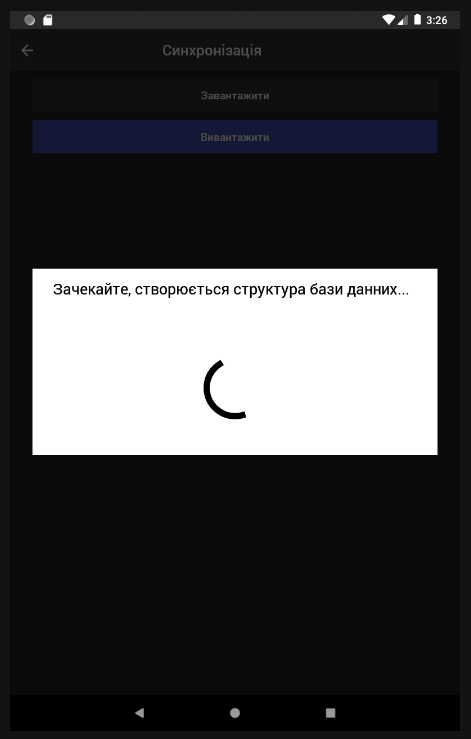 3:26
Синхронізація
Завантажити
Вивантажити
Зачекайте, створюється структура бази данних...